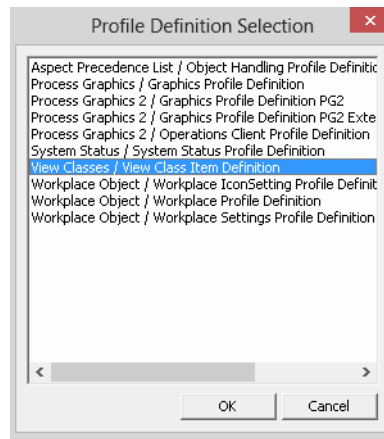 Profile Definition Selection
Aspect Precedence List / Object Handling Profile Definitic
Process Graphics / Graphics Profile Definition
Process Graphics 2 / Graphics Profile Definition PG2
Process Graphics 2 / Graphics Profile Definition PG2 Exte
Process Graphics 2 / Operations Client Profile Definition
System Status / System Status Profile Definition
View Classes / View Class Item Definition
Workplace Object / Workplace IconSetting Profile Definit
Workplace Object / Workplace Profile Definition
Workplace Object / Workplace Settings Profile Definition
OK Cancel